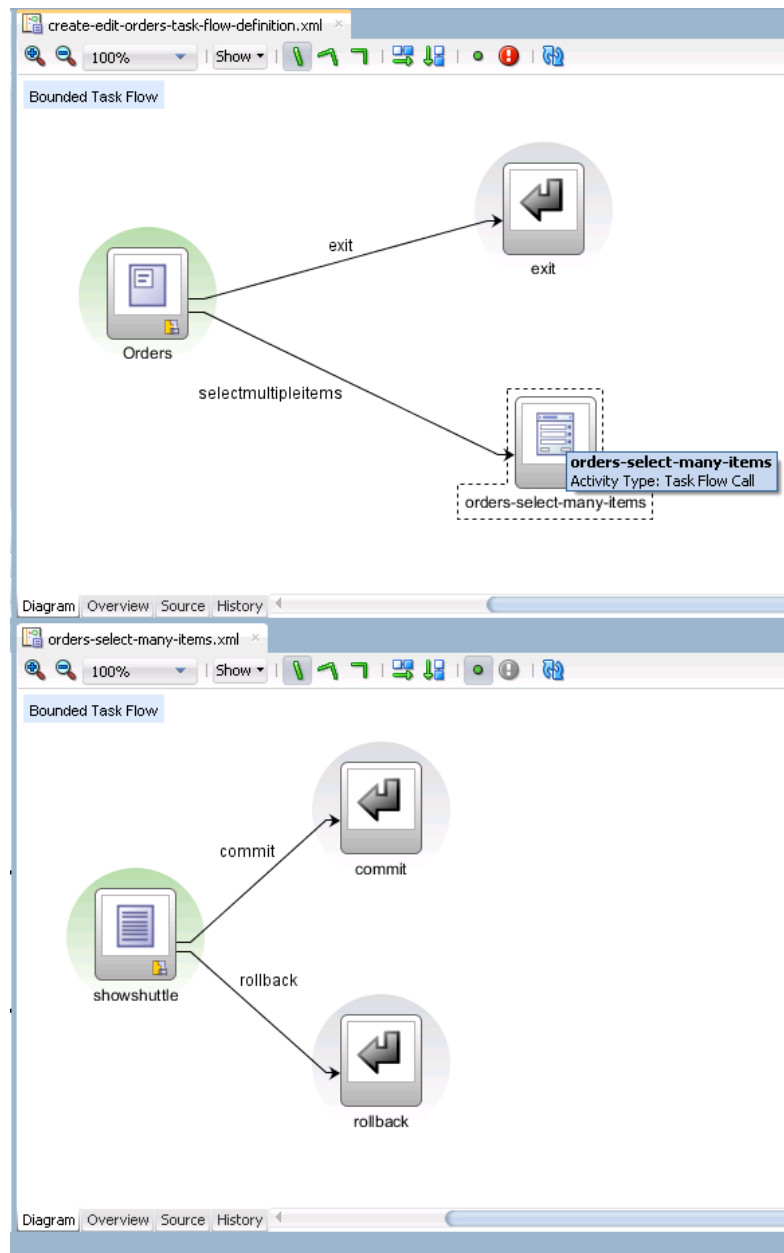 create-edit-orders-task-flow-definition.xml
100%
Show
Bounded Task Flow
exit
exit
Orders
selectmultipleitems
orders-select-many-items
Activity Type: Task Flow Call
orders-select-many-items
Diagram Overview Source History
orders-select-many-items.xml
100%
Show
Bounded Task Flow
commit
commit
showshuttle
rollback
rollback
Diagram Overview Source History